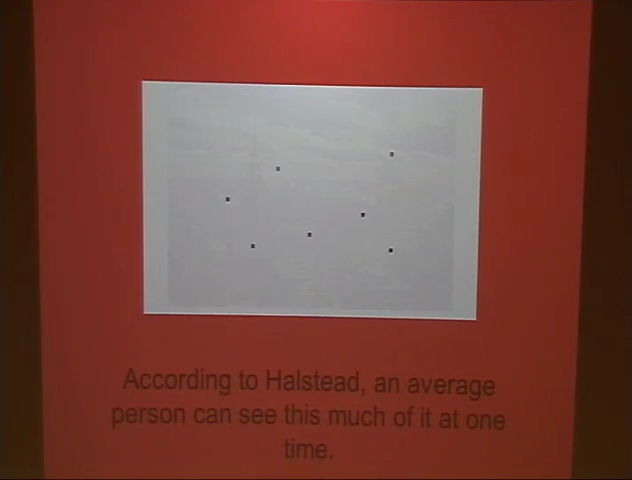 According to Halstead, an average
person can see this much of it at one
time.